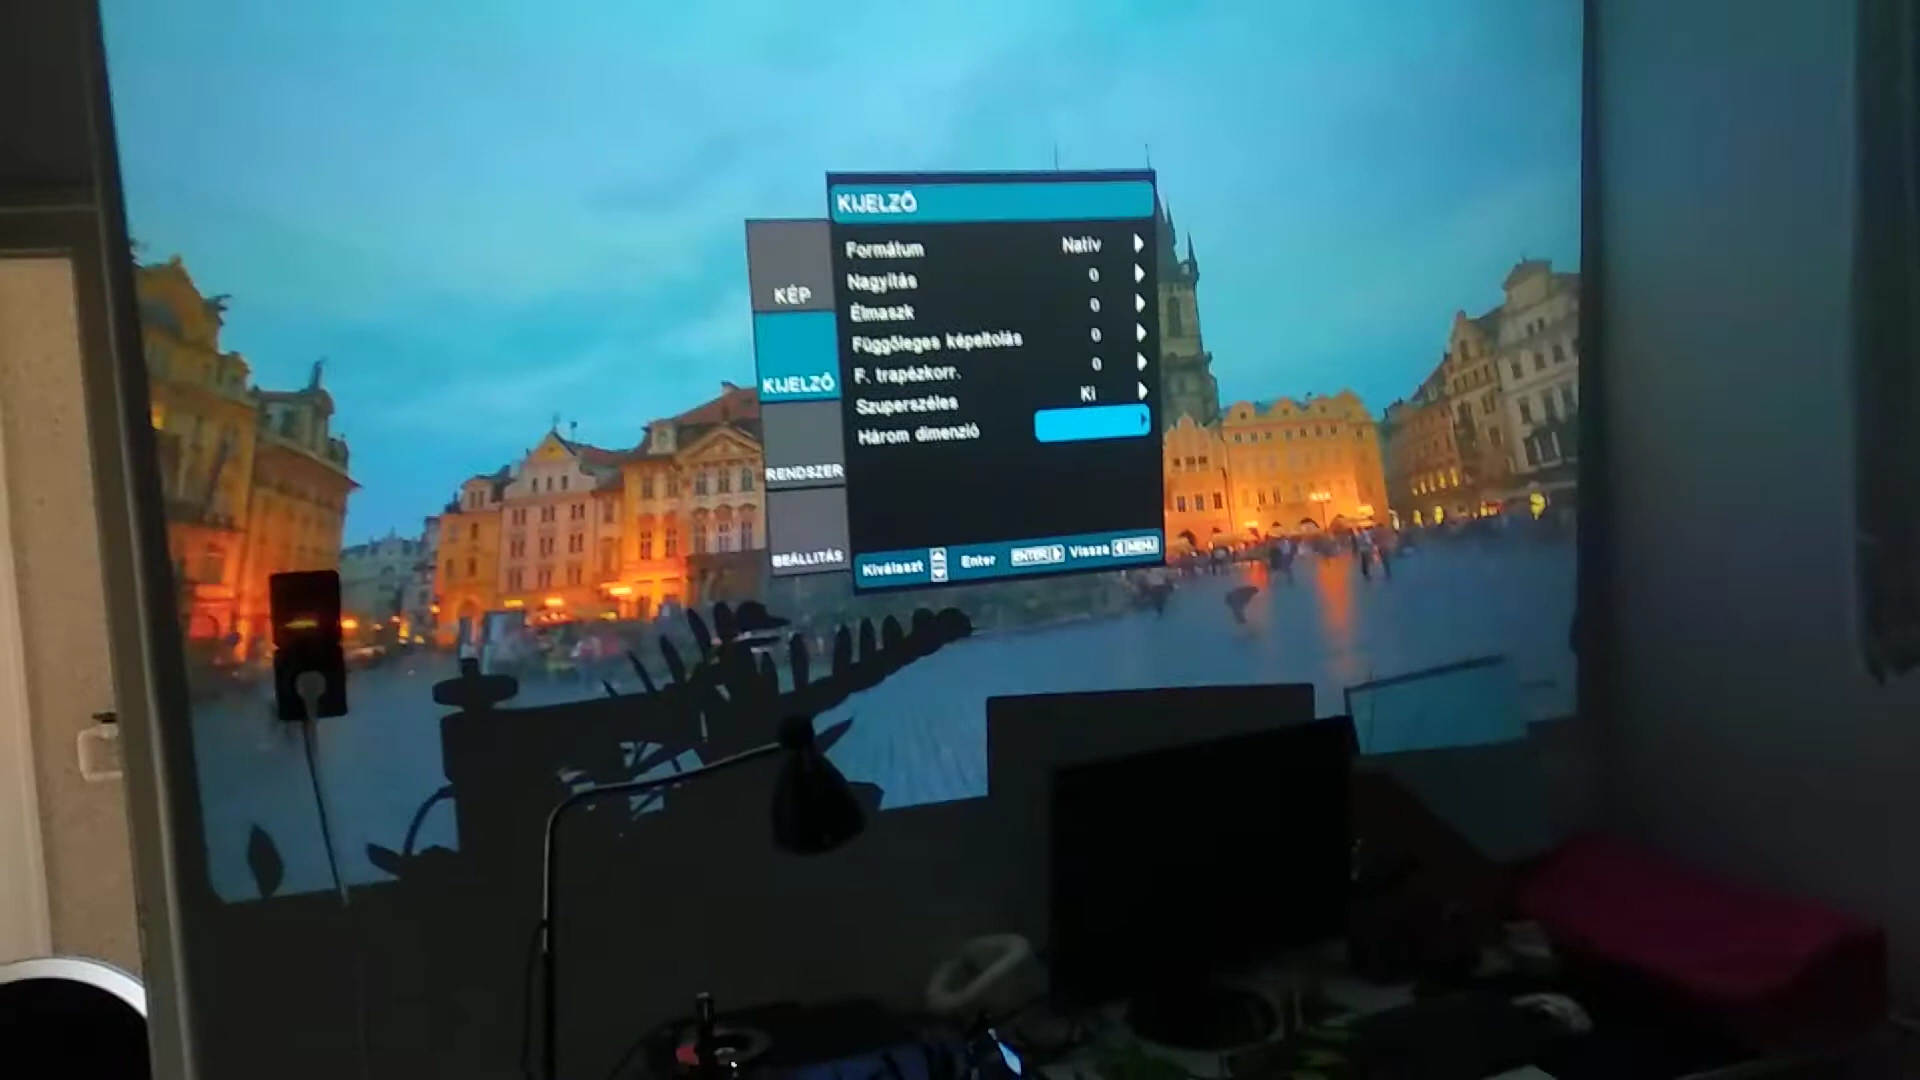 KIJELZŐ
Formátum Natív
Nagyítás 0
Élmaszk 0
Függőleges képeltolás 0
F. trapézkorr. 0
Szuperszéles Ki
Három dimenzió
KÉP
KIJELZŐ
RENDSZER
BEÁLLITÁS
Kiválaszt Enter ENTER Vissza MENU